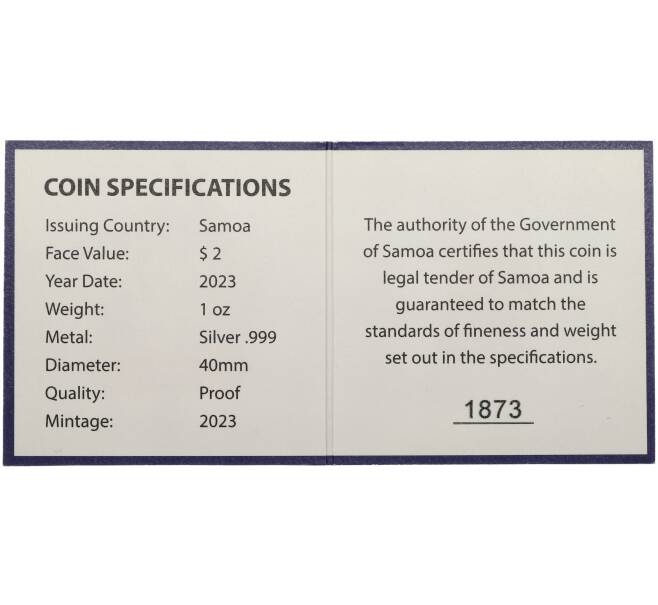 COIN SPECIFICATIONS
Issuing Country: Samoa
Face Value: $ 2
Year Date: 2023
Weight: 1 oz
Metal: Silver .999
Diameter: 40mm
Quality: Proof
Mintage: 2023
The authority of the Government
of Samoa certifies that this coin is
legal tender of Samoa and is
guaranteed to match the
standards of fineness and weight
set out in the specifications.
1873